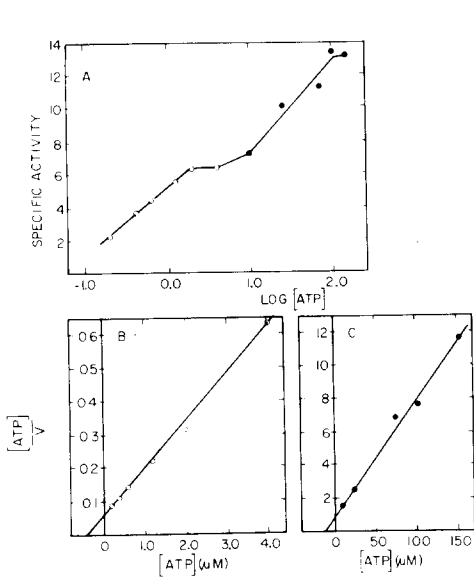 14
12
10
8
6
4
2
SPECIFIC ACTIVITY
A
-1.0 0.0 1.0 2.0
LOG [ATP]
B
0.6
0.5
0.4
0.3
0.2
0.1
[ATP]
V
0 1.0 2.0 3.0 4.0
[ATP] (μM)
C
12
10
8
6
4
2
0 50 100 150
[ATP] (μM)